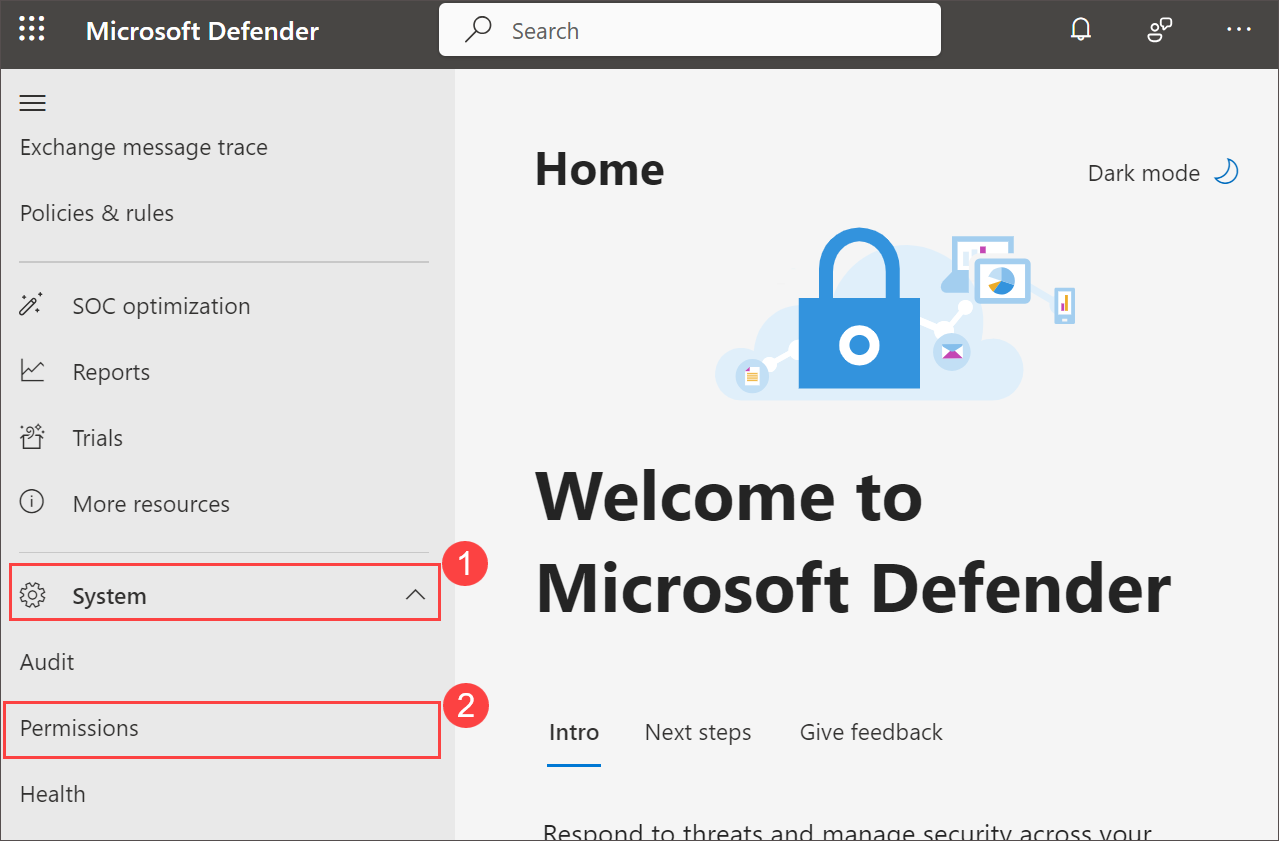 Microsoft Defender
Search
Exchange message trace
Policies & rules
SOC optimization
Reports
Trials
More resources
System
1
Audit
Permissions
2
Health
Home
Dark mode
Welcome to
Microsoft Defender
Intro Next steps Give feedback
Respond to threats and manage security across your